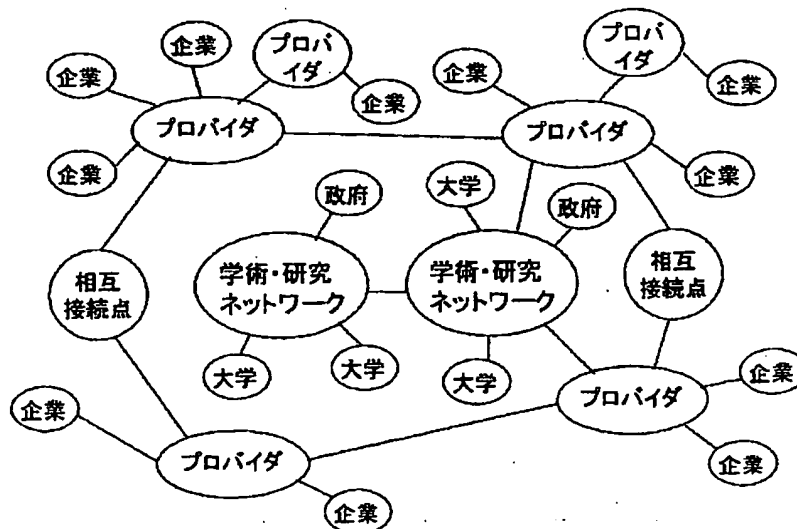 企業
プロバ
イダ
プロバ
イダ
企業
企業
企業
企業
企業
プロバイダ
プロバイダ
企業
企業
大学
政府
政府
相互
接続点
学術・研究
ネットワーク
学術・研究
ネットワーク
相互
接続点
大学
大学
大学
企業
プロバイダ
企業
プロバイダ
企業
企業